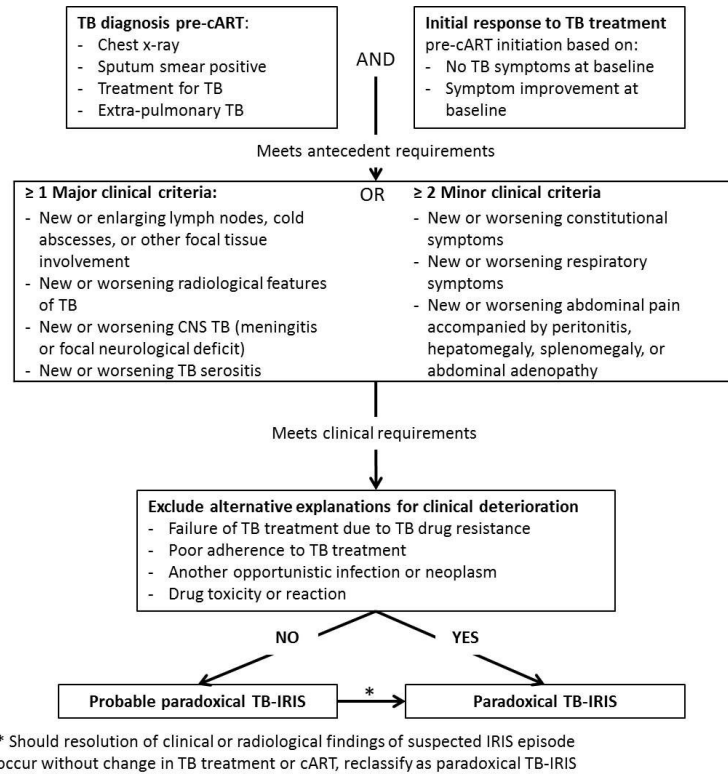 TB diagnosis pre-cART:
- Chest x-ray
- Sputum smear positive
- Treatment for TB
- Extra-pulmonary TB
AND
Initial response to TB treatment
pre-cART initiation based on:
- No TB symptoms at baseline
- Symptom improvement at
baseline
Meets antecedent requirements
≥ 1 Major clinical criteria:
- New or enlarging lymph nodes, cold
abscesses, or other focal tissue
involvement
- New or worsening radiological features
of TB
- New or worsening CNS TB (meningitis
or focal neurological deficit)
- New or worsening TB serositis
OR
≥ 2 Minor clinical criteria
- New or worsening constitutional
symptoms
- New or worsening respiratory
symptoms
- New or worsening abdominal pain
accompanied by peritonitis,
hepatomegaly, splenomegaly, or
abdominal adenopathy
Meets clinical requirements
Exclude alternative explanations for clinical deterioration
- Failure of TB treatment due to TB drug resistance
- Poor adherence to TB treatment
- Another opportunistic infection or neoplasm
- Drug toxicity or reaction
NO
YES
Probable paradoxical TB-IRIS
*
Paradoxical TB-IRIS
* Should resolution of clinical or radiological findings of suspected IRIS episode
occur without change in TB treatment or cART, reclassify as paradoxical TB-IRIS